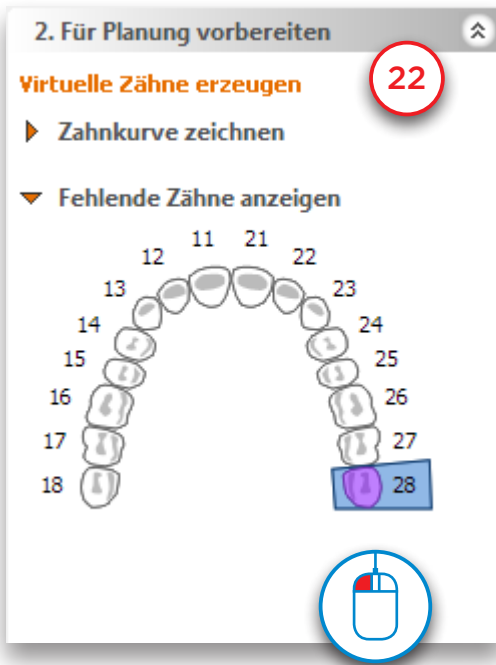 2. Für Planung vorbereiten
Virtuelle Zähne erzeugen
22
Zahnkurve zeichnen
Fehlende Zähne anzeigen
11 21
12 22
13 23
14 24
15 25
16 26
17 27
18 28